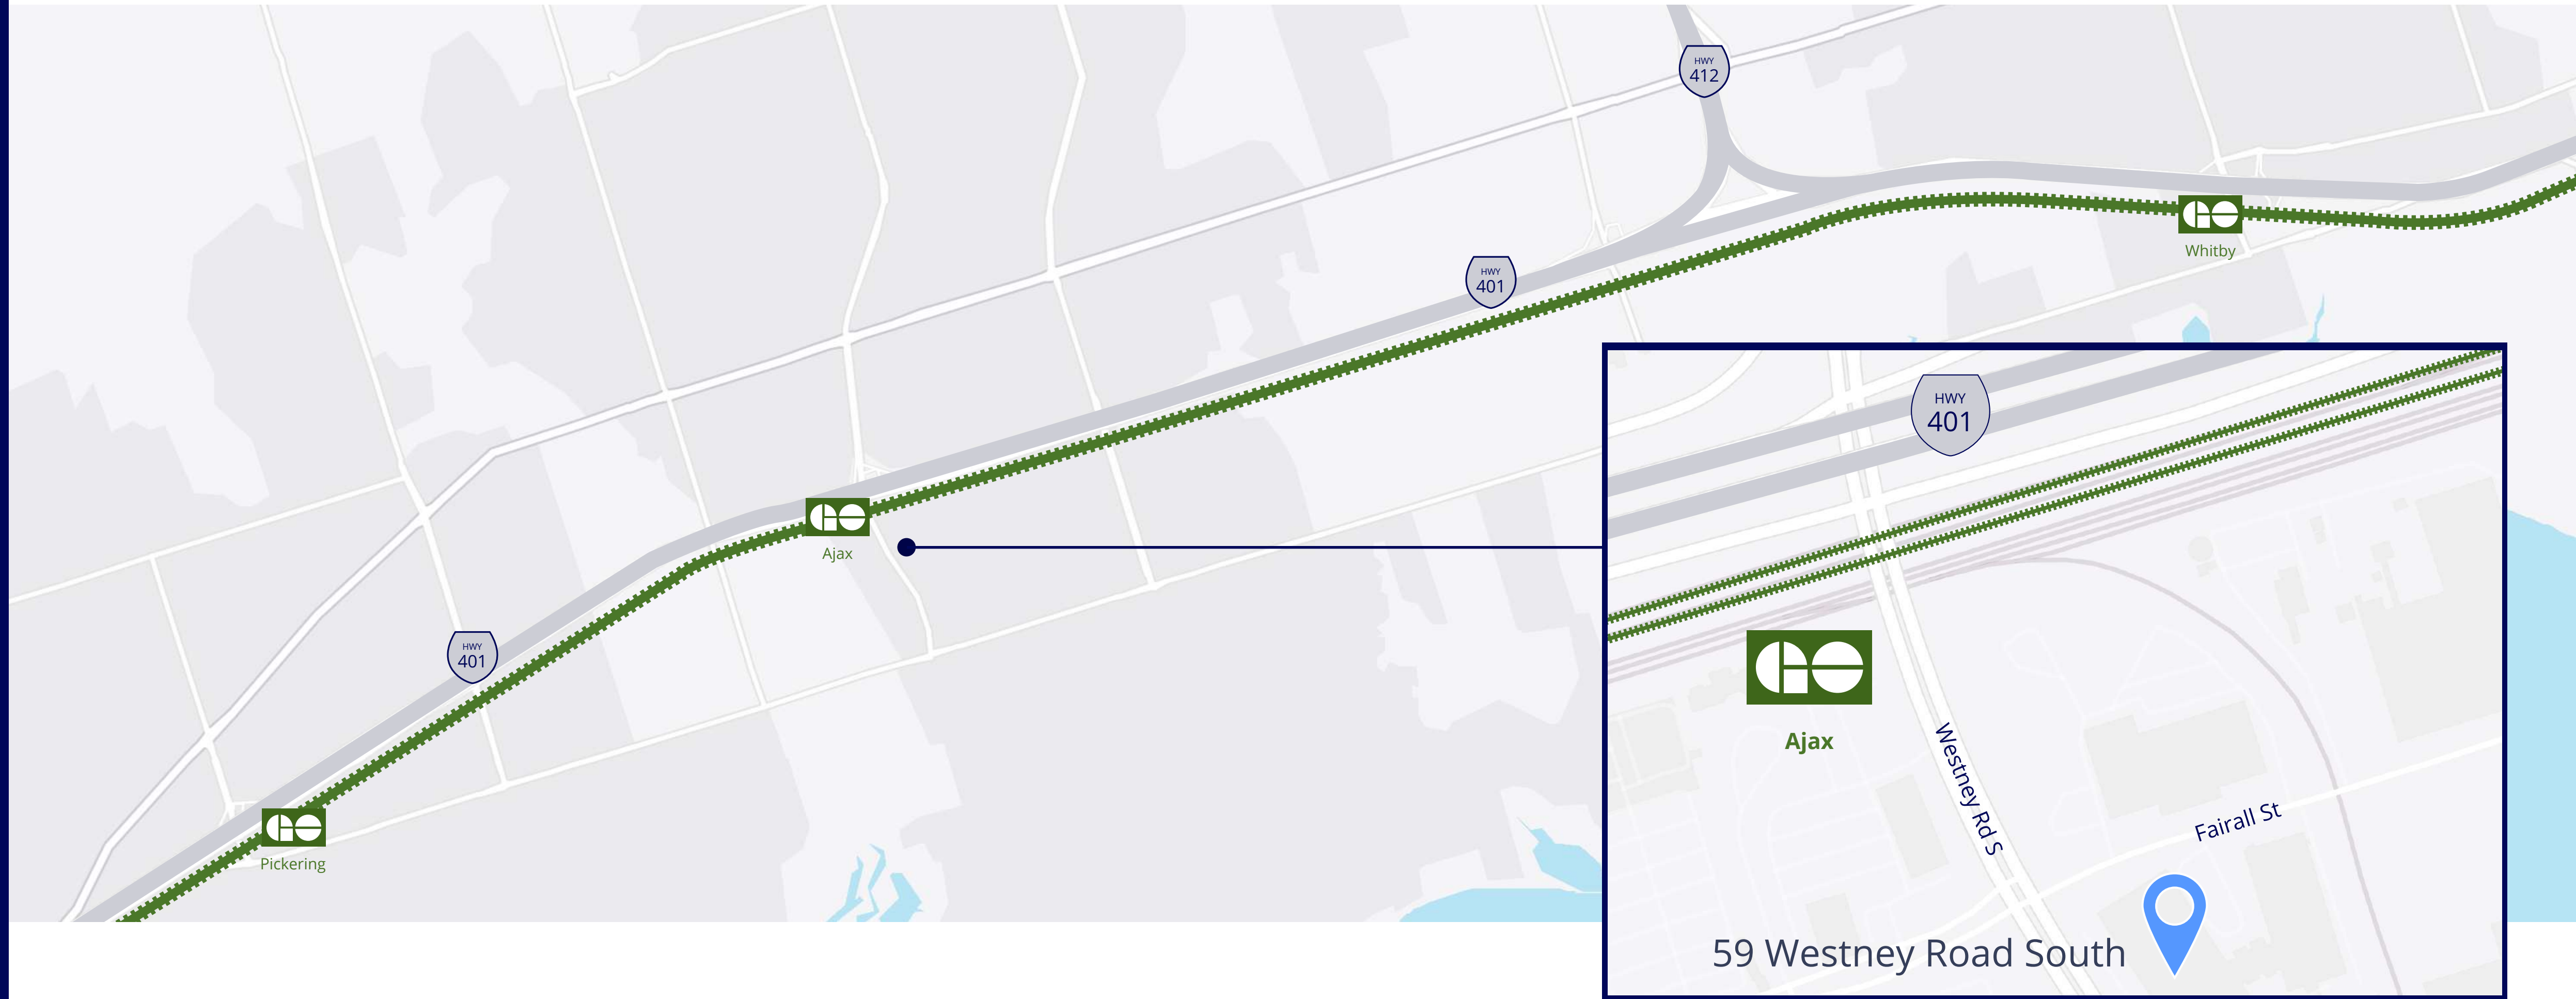 HWY
412
Whitby
HWY
401
HWY
401
GO
Ajax
Ajax
HWY
401
Westney Rd S
Fairall St
Pickering
59 Westney Road South